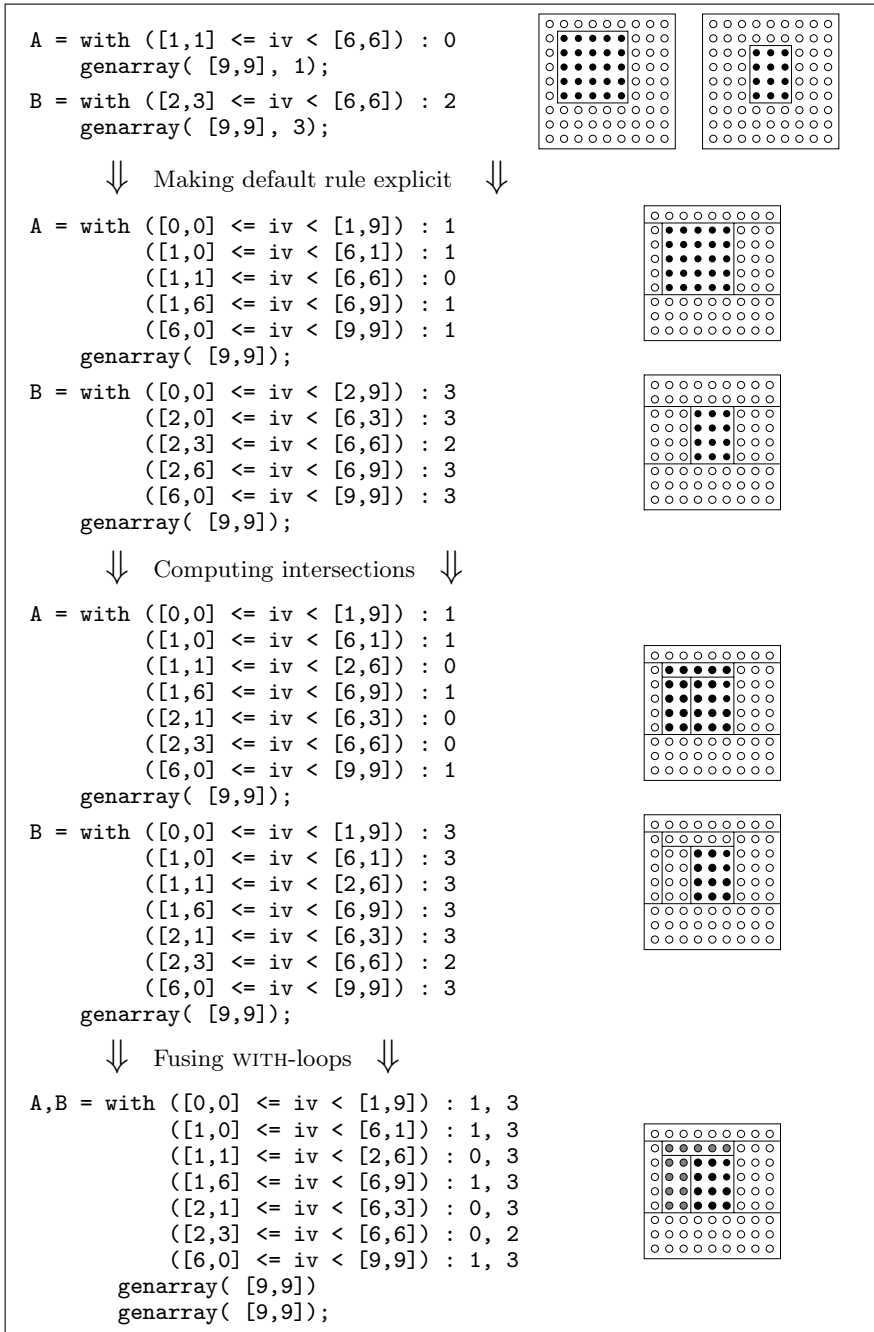 A = with ([1,1] <= iv < [6,6]) : 0
    genarray( [9,9], 1);
B = with ([2,3] <= iv < [6,6]) : 2
    genarray( [9,9], 3);
⇓ Making default rule explicit ⇓
A = with ([0,0] <= iv < [1,9]) : 1
         ([1,0] <= iv < [6,1]) : 1
         ([1,1] <= iv < [6,6]) : 0
         ([1,6] <= iv < [6,9]) : 1
         ([6,0] <= iv < [9,9]) : 1
    genarray( [9,9]);
B = with ([0,0] <= iv < [2,9]) : 3
         ([2,0] <= iv < [6,3]) : 3
         ([2,3] <= iv < [6,6]) : 2
         ([2,6] <= iv < [6,9]) : 3
         ([6,0] <= iv < [9,9]) : 3
    genarray( [9,9]);
⇓ Computing intersections ⇓
A = with ([0,0] <= iv < [1,9]) : 1
         ([1,0] <= iv < [6,1]) : 1
         ([1,1] <= iv < [2,6]) : 0
         ([1,6] <= iv < [6,9]) : 1
         ([2,1] <= iv < [6,3]) : 0
         ([2,3] <= iv < [6,6]) : 0
         ([6,0] <= iv < [9,9]) : 1
    genarray( [9,9]);
B = with ([0,0] <= iv < [1,9]) : 3
         ([1,0] <= iv < [6,1]) : 3
         ([1,1] <= iv < [2,6]) : 3
         ([1,6] <= iv < [6,9]) : 3
         ([2,1] <= iv < [6,3]) : 3
         ([2,3] <= iv < [6,6]) : 2
         ([6,0] <= iv < [9,9]) : 3
    genarray( [9,9]);
⇓ Fusing WITH-loops ⇓
A,B = with ([0,0] <= iv < [1,9]) : 1, 3
           ([1,0] <= iv < [6,1]) : 1, 3
           ([1,1] <= iv < [2,6]) : 0, 3
           ([1,6] <= iv < [6,9]) : 1, 3
           ([2,1] <= iv < [6,3]) : 0, 3
           ([2,3] <= iv < [6,6]) : 0, 2
           ([6,0] <= iv < [9,9]) : 1, 3
       genarray( [9,9])
       genarray( [9,9]);